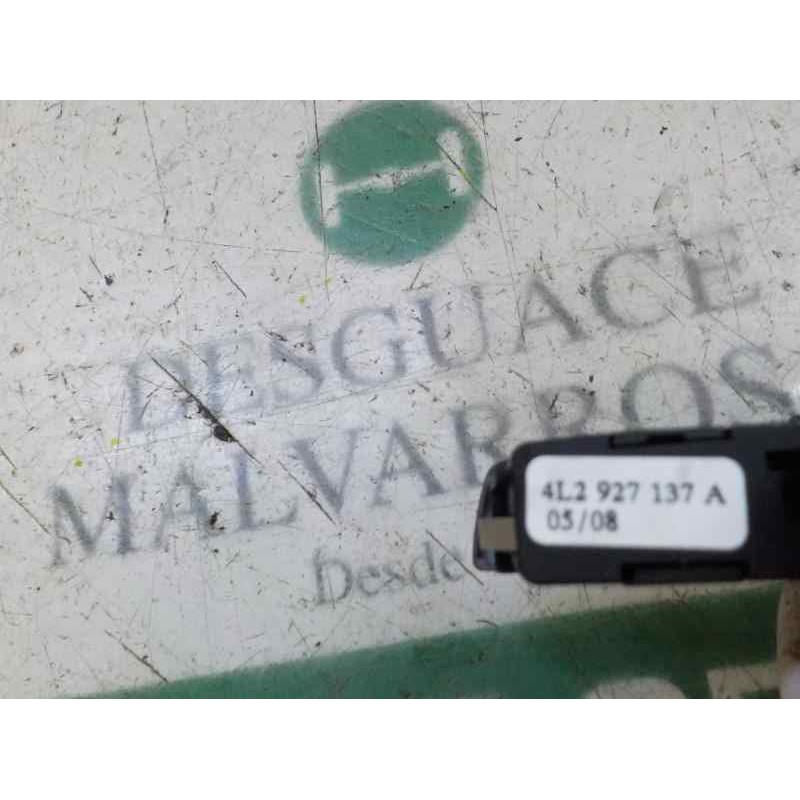 DESGUACE
MALVARROS
Desde
4L2 927 137 A
05/08